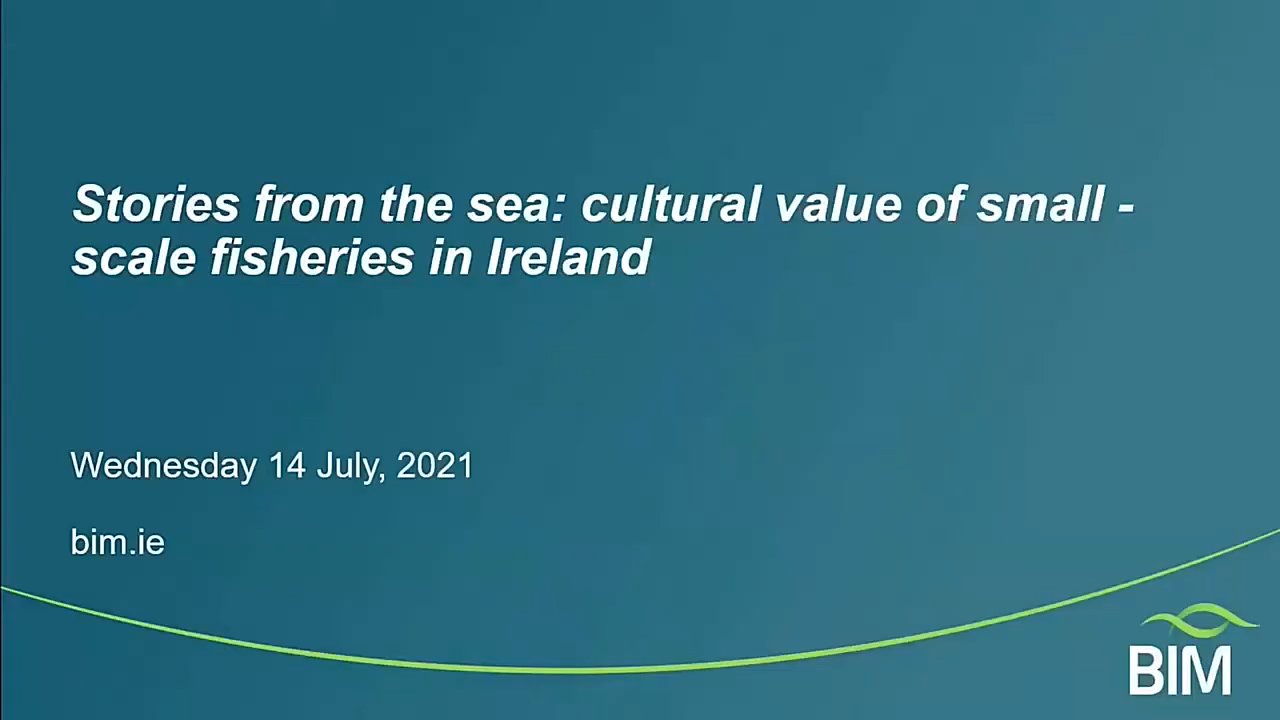 Stories from the sea: cultural value of small -
scale fisheries in Ireland
Wednesday 14 July, 2021
bim.ie
BIM